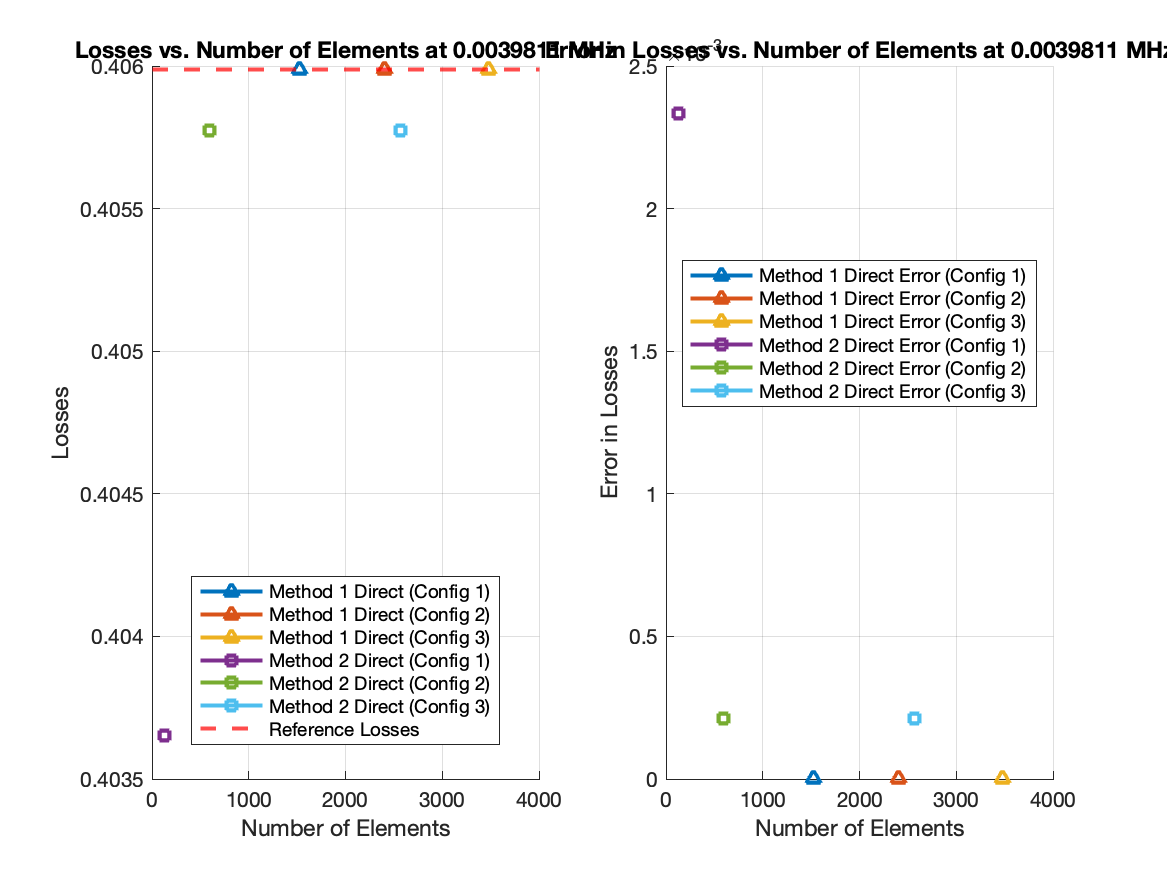 Losses vs. Number of Elements at 0.0039811 MHz
0.406
0.4055
0.405
0.4045
0.404
0.4035
0
1000
2000
3000
4000
Losses
Number of Elements
Method 1 Direct (Config 1)
Method 1 Direct (Config 2)
Method 1 Direct (Config 3)
Method 2 Direct (Config 1)
Method 2 Direct (Config 2)
Method 2 Direct (Config 3)
Reference Losses
Error in Losses vs. Number of Elements at 0.0039811 MHz
× 10⁻³
2.5
2
1.5
1
0.5
0
0
1000
2000
3000
4000
Error in Losses
Number of Elements
Method 1 Direct Error (Config 1)
Method 1 Direct Error (Config 2)
Method 1 Direct Error (Config 3)
Method 2 Direct Error (Config 1)
Method 2 Direct Error (Config 2)
Method 2 Direct Error (Config 3)